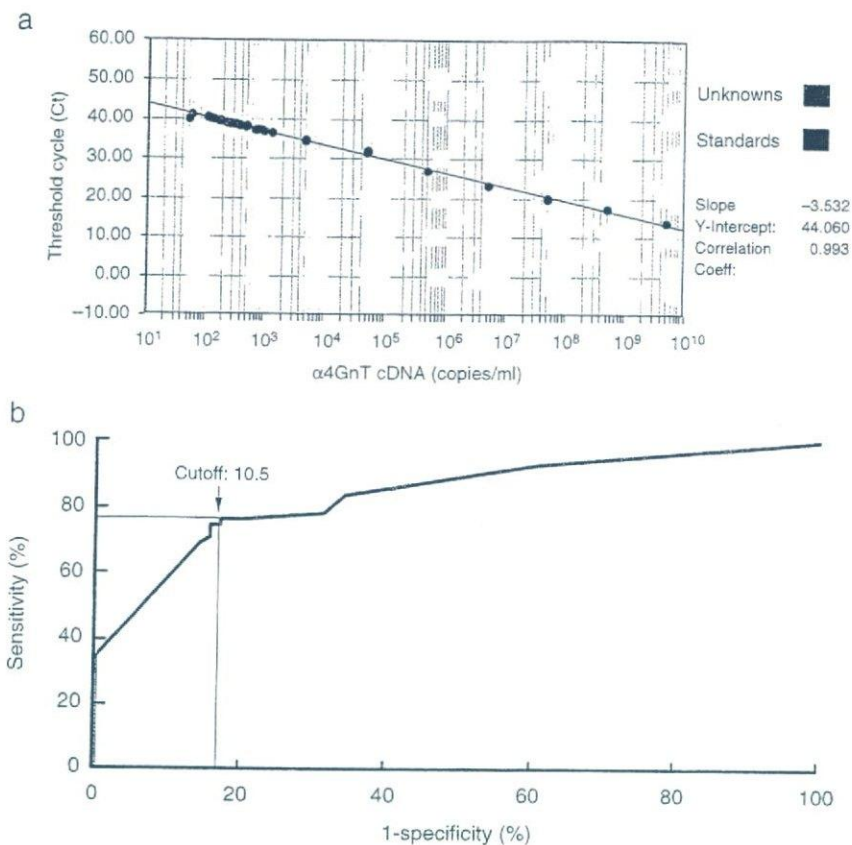 a
60.00
50.00
40.00
30.00
20.00
10.00
0.00
−10.00
Threshold cycle (Ct)
10¹ 10² 10³ 10⁴ 10⁵ 10⁶ 10⁷ 10⁸ 10⁹ 10¹⁰
α4GnT cDNA (copies/ml)
Unknowns
Standards
Slope −3.532
Y-Intercept: 44.060
Correlation 0.993
Coeff:
b
100
80
60
40
20
0
Sensitivity (%)
Cutoff: 10.5
0 20 40 60 80 100
1-specificity (%)